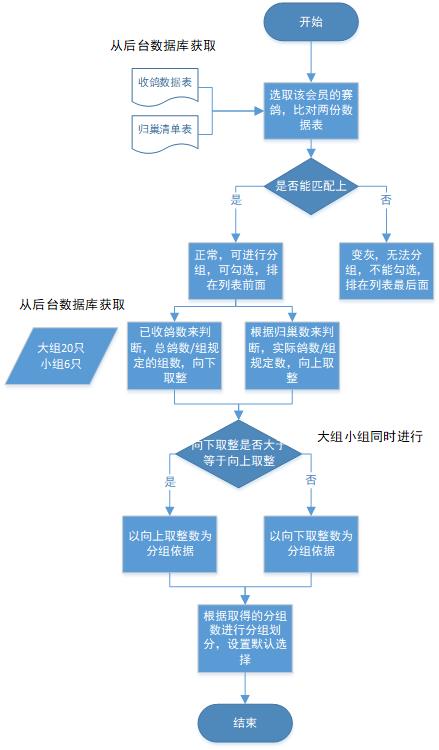 开始
从后台数据库获取
收鸽数据表
归巢清单表
选取该会员的赛
鸽，比对两份数
据表
是否能匹配上
是
否
正常，可进行分
组，可勾选，排
在列表前面
变灰，无法分
组，不能勾选，
排在列表最后面
从后台数据库获取
大组20只
小组6只
已收鸽数来判
断，总鸽数/组规
定的组数，向下
取整
根据归巢数来判
断，实际鸽数/组
规定数，向上取
整
大组小组同时进行
向下取整是否大于
等于向上取整
是
否
以向上取整数为
分组依据
以向下取整数为
分组依据
根据取得的分组
数进行分组划
分，设置默认选
择
结束